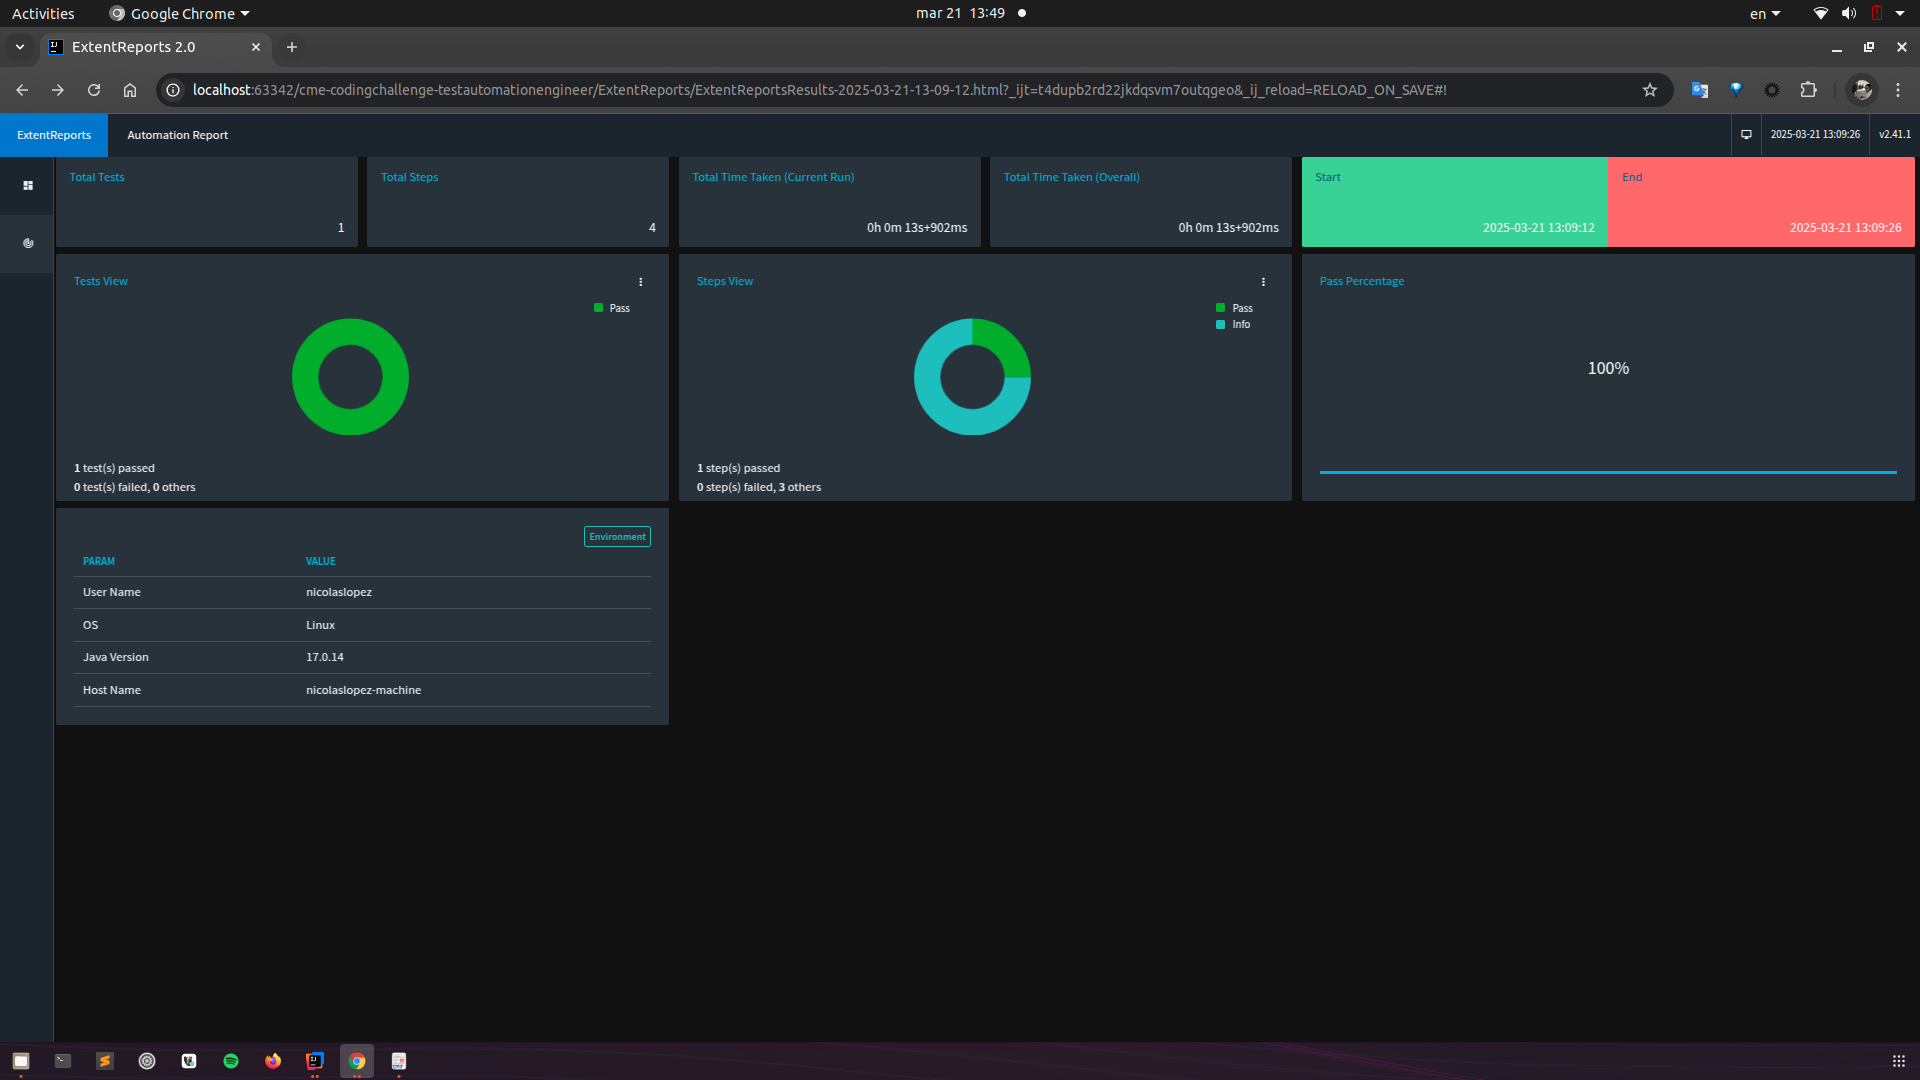 Activities
Google Chrome
mar 21 13:49
en
ExtentReports 2.0
localhost:63342/cme-codingchallenge-testautomationengineer/ExtentReports/ExtentReportsResults-2025-03-21-13-09-12.html?_ijt=t4dupb2rd22jkdqsvm7outqgeo&_ij_reload=RELOAD_ON_SAVE#!
ExtentReports
Automation Report
2025-03-21 13:09:26
v2.41.1
Total Tests
1
Total Steps
4
Total Time Taken (Current Run)
0h 0m 13s+902ms
Total Time Taken (Overall)
0h 0m 13s+902ms
Start
2025-03-21 13:09:12
End
2025-03-21 13:09:26
Tests View
Pass
1 test(s) passed
0 test(s) failed, 0 others
Steps View
Pass
Info
1 step(s) passed
0 step(s) failed, 3 others
Pass Percentage
100%
Environment
PARAM VALUE
User Name nicolaslopez
OS Linux
Java Version 17.0.14
Host Name nicolaslopez-machine